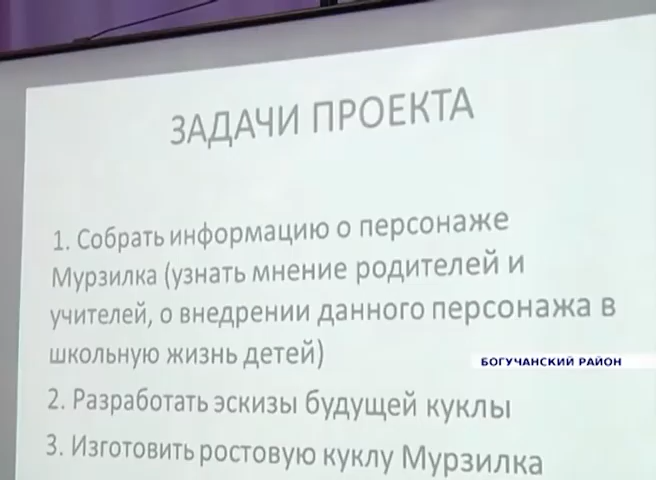 ЗАДАЧИ ПРОЕКТА
1. Собрать информацию о персонаже
Мурзилка (узнать мнение родителей и
учителей, о внедрении данного персонажа в
школьную жизнь детей)
БОГУЧАНСКИЙ РАЙОН
2. Разработать эскизы будущей куклы
3. Изготовить ростовую куклу Мурзилка